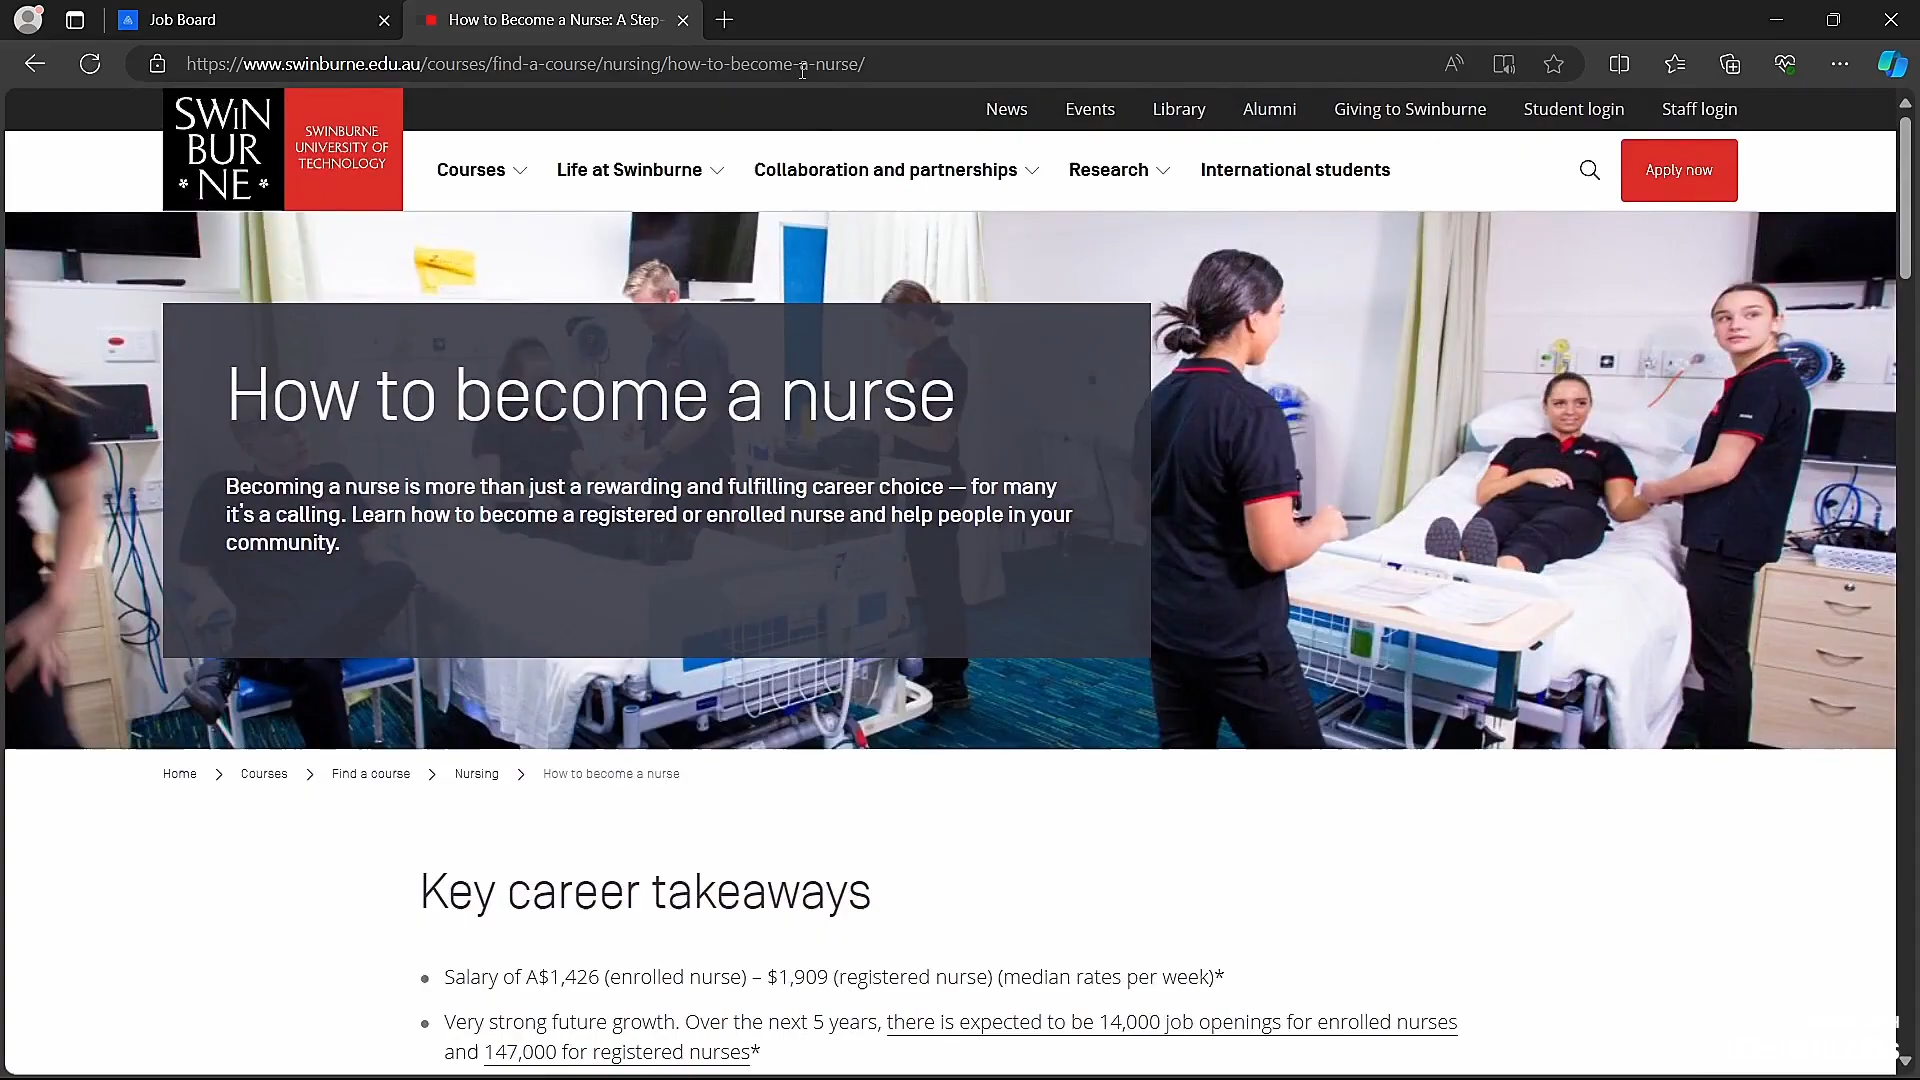 Job Board
How to Become a Nurse: A Step-
https://www.swinburne.edu.au/courses/find-a-course/nursing/how-to-become-a-nurse/
News Events Library Alumni Giving to Swinburne Student login Staff login
SWIN
BUR
* NE *
SWINBURNE
UNIVERSITY OF
TECHNOLOGY
Courses Life at Swinburne Collaboration and partnerships Research International students
Apply now
How to become a nurse
Becoming a nurse is more than just a rewarding and fulfilling career choice — for many
it's a calling. Learn how to become a registered or enrolled nurse and help people in your
community.
Home > Courses > Find a course > Nursing > How to become a nurse
Key career takeaways
• Salary of A$1,426 (enrolled nurse) – $1,909 (registered nurse) (median rates per week)*
• Very strong future growth. Over the next 5 years, there is expected to be 14,000 job openings for enrolled nurses
and 147,000 for registered nurses*